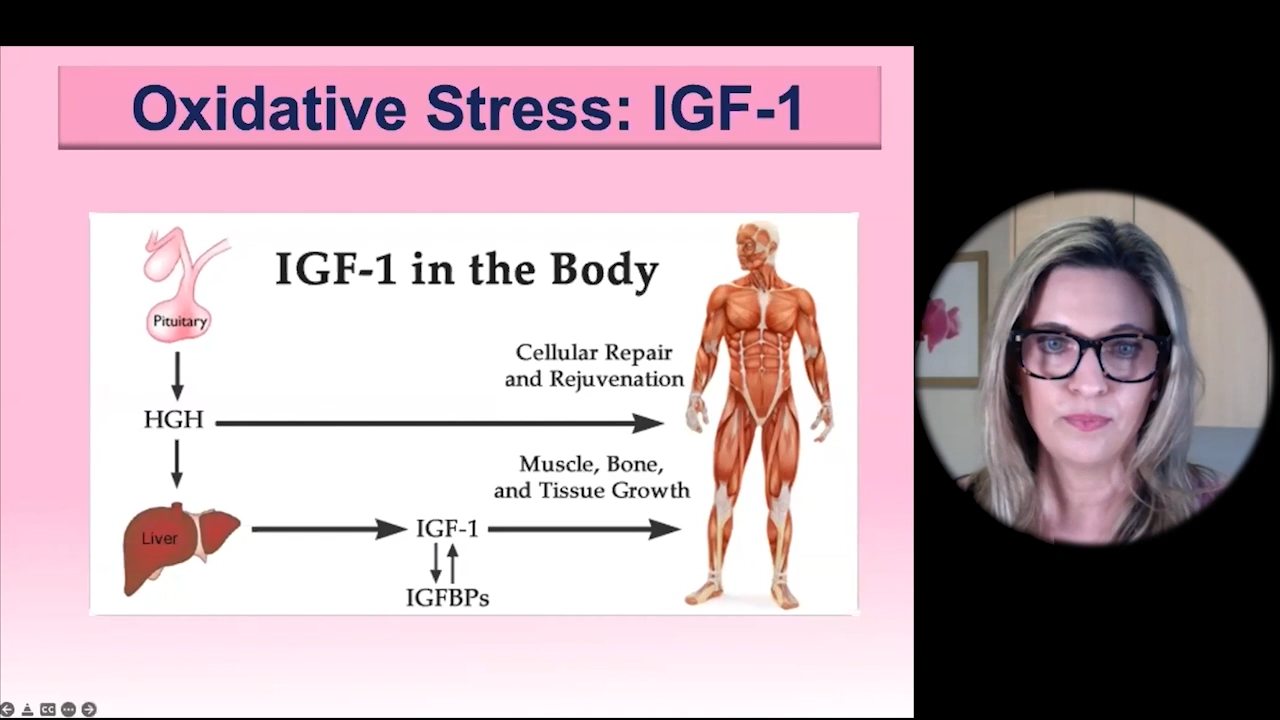 Oxidative Stress: IGF-1
IGF-1 in the Body
Pituitary
Cellular Repair
and Rejuvenation
HGH
Muscle, Bone,
and Tissue Growth
Liver
IGF-1
IGFBPs
CC